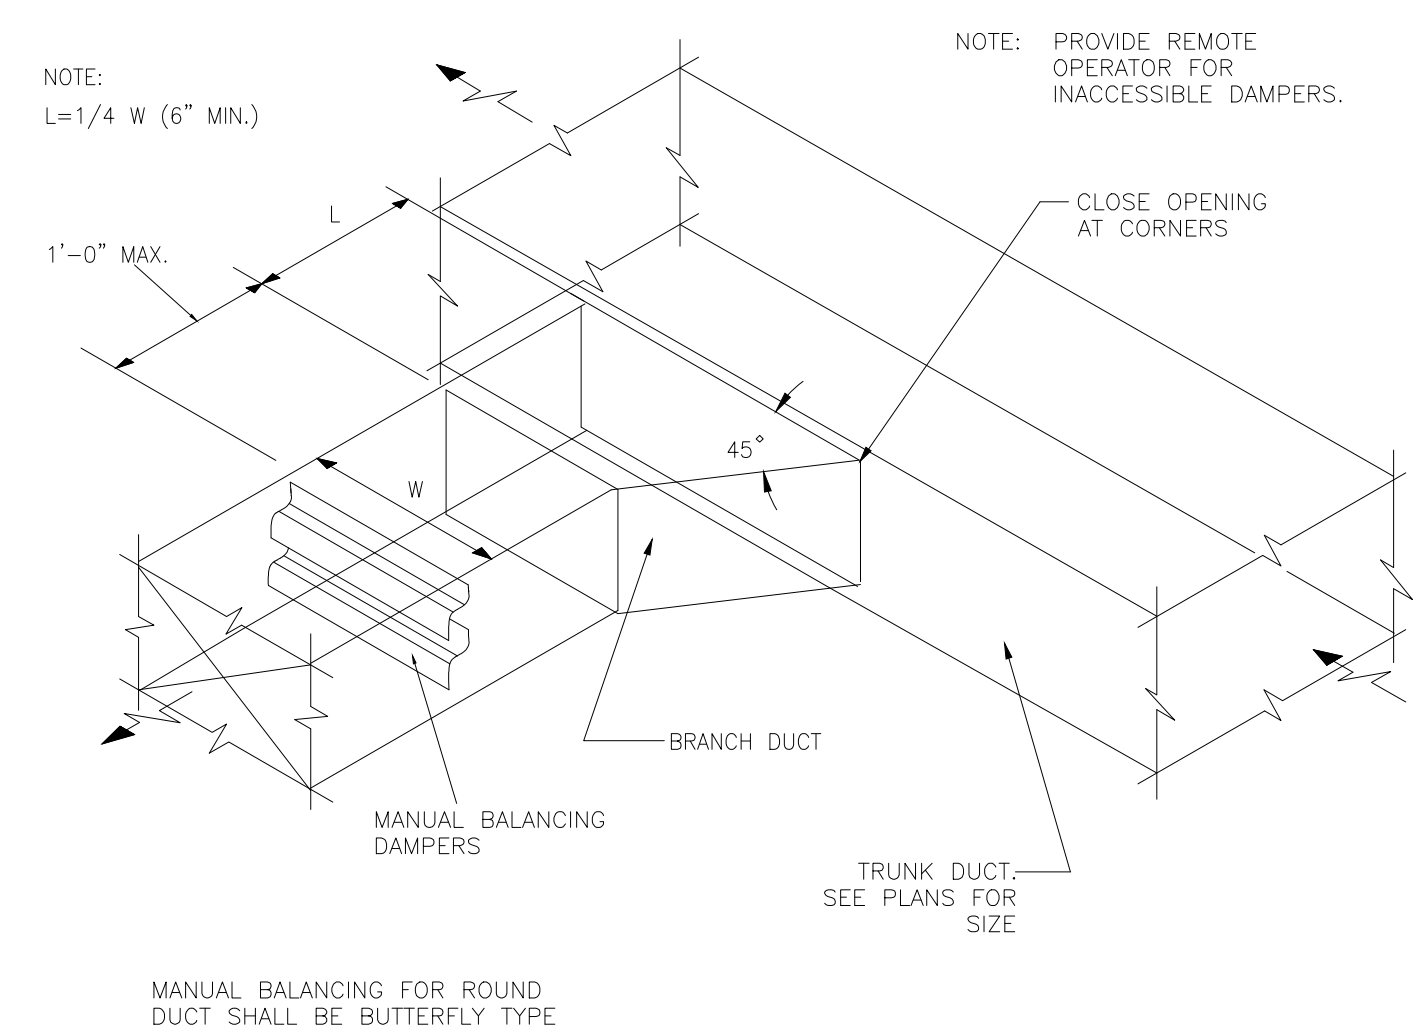 NOTE:
L=1/4 W (6" MIN.)
NOTE: PROVIDE REMOTE
OPERATOR FOR
INACCESSIBLE DAMPERS.
CLOSE OPENING
AT CORNERS
L
1'-0" MAX.
45°
W
BRANCH DUCT
MANUAL BALANCING
DAMPERS
TRUNK DUCT.
SEE PLANS FOR
SIZE
MANUAL BALANCING FOR ROUND
DUCT SHALL BE BUTTERFLY TYPE